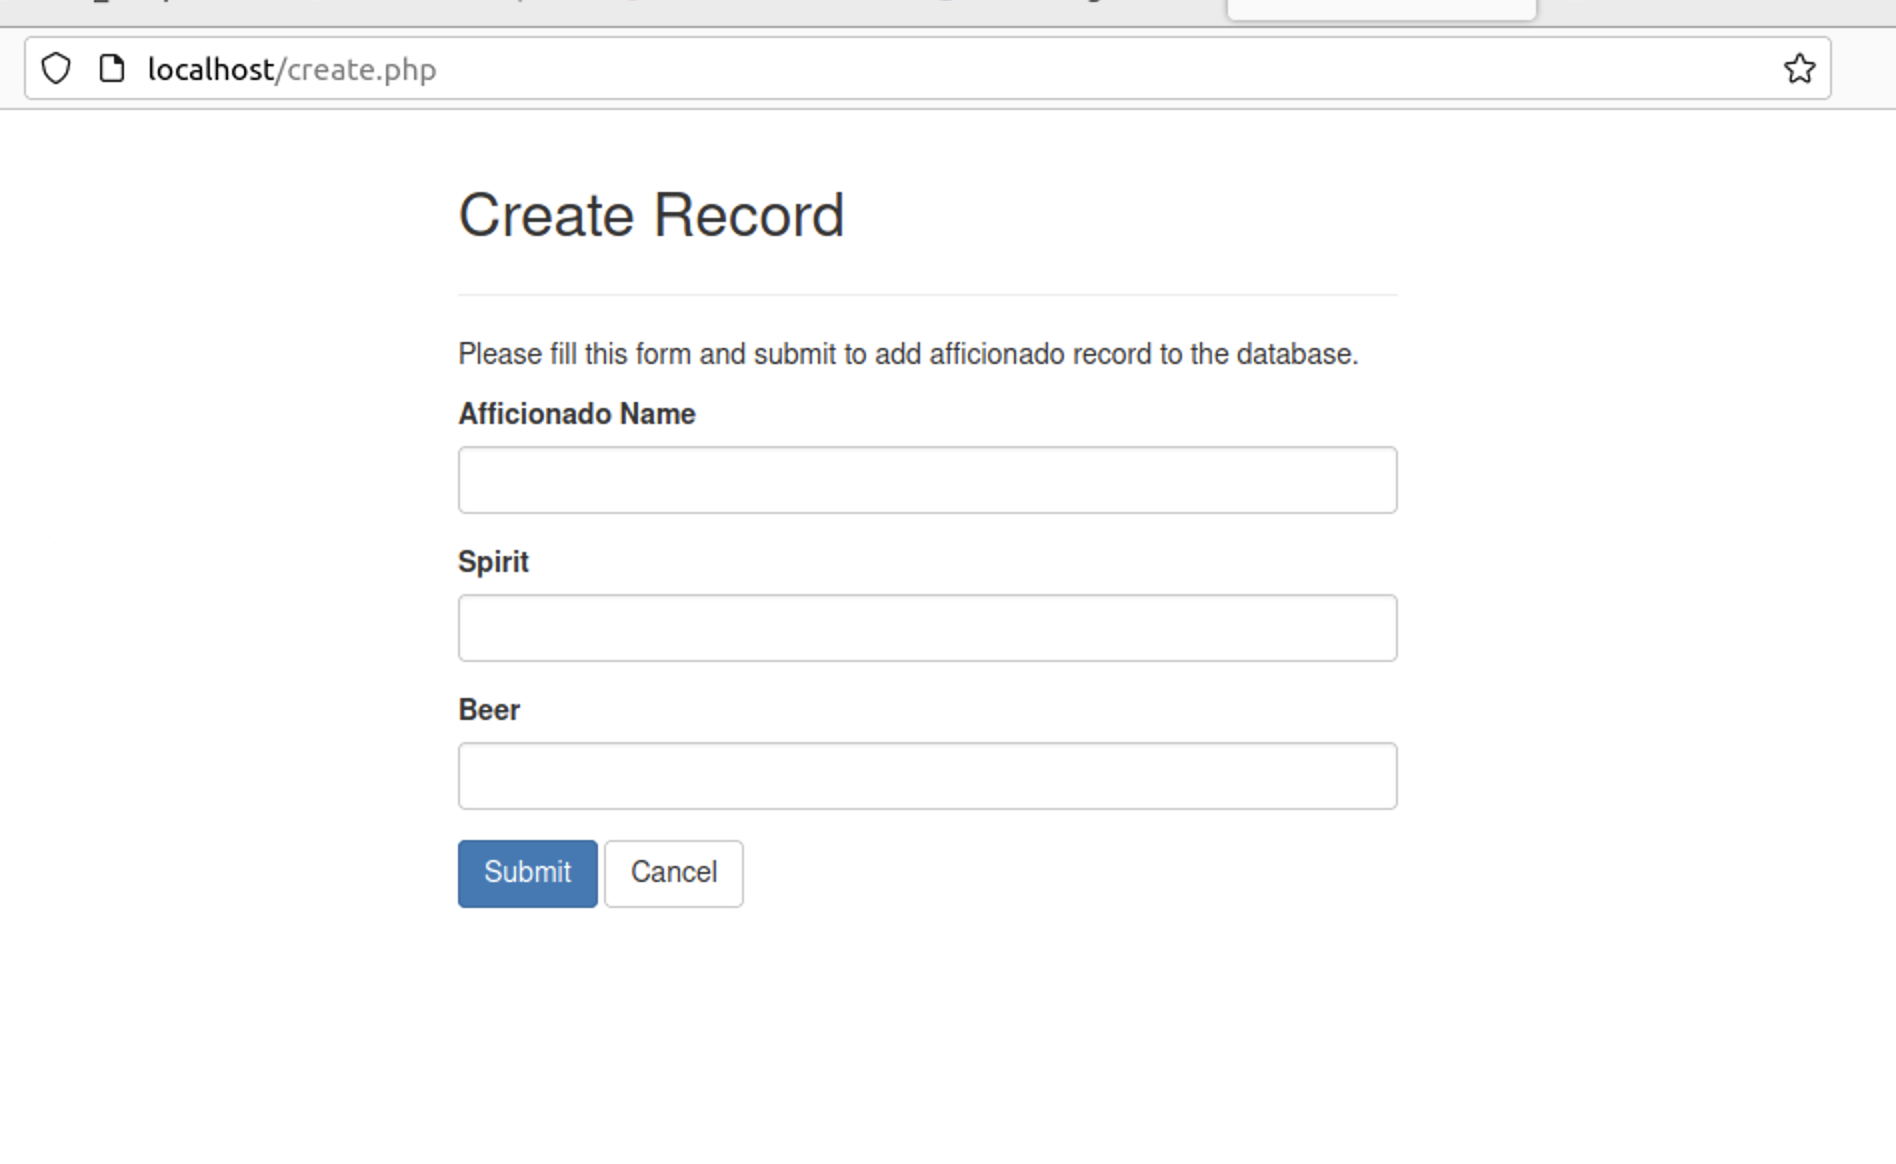 localhost/create.php
Create Record
Please fill this form and submit to add afficionado record to the database.
Afficionado Name
Spirit
Beer
Submit Cancel